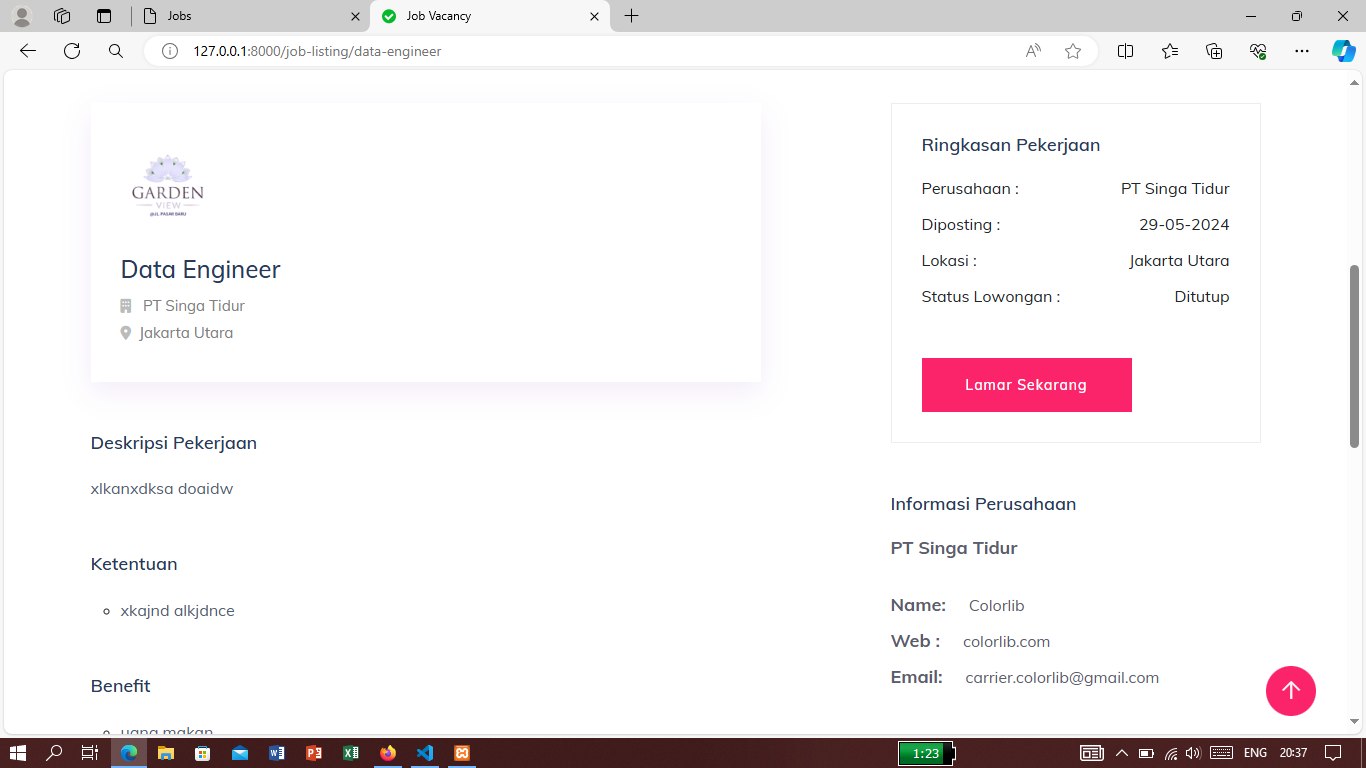 Jobs
Job Vacancy
127.0.0.1:8000/job-listing/data-engineer
GARDEN
VIEW
Data Engineer
PT Singa Tidur
Jakarta Utara
Deskripsi Pekerjaan
xlkanxdksa doaidw
Ketentuan
xkajnd alkjdnce
Benefit
uang makan
Ringkasan Pekerjaan
Perusahaan : PT Singa Tidur
Diposting : 29-05-2024
Lokasi : Jakarta Utara
Status Lowongan : Ditutup
Lamar Sekarang
Informasi Perusahaan
PT Singa Tidur
Name: Colorlib
Web : colorlib.com
Email: carrier.colorlib@gmail.com
1:23
ENG
20:37